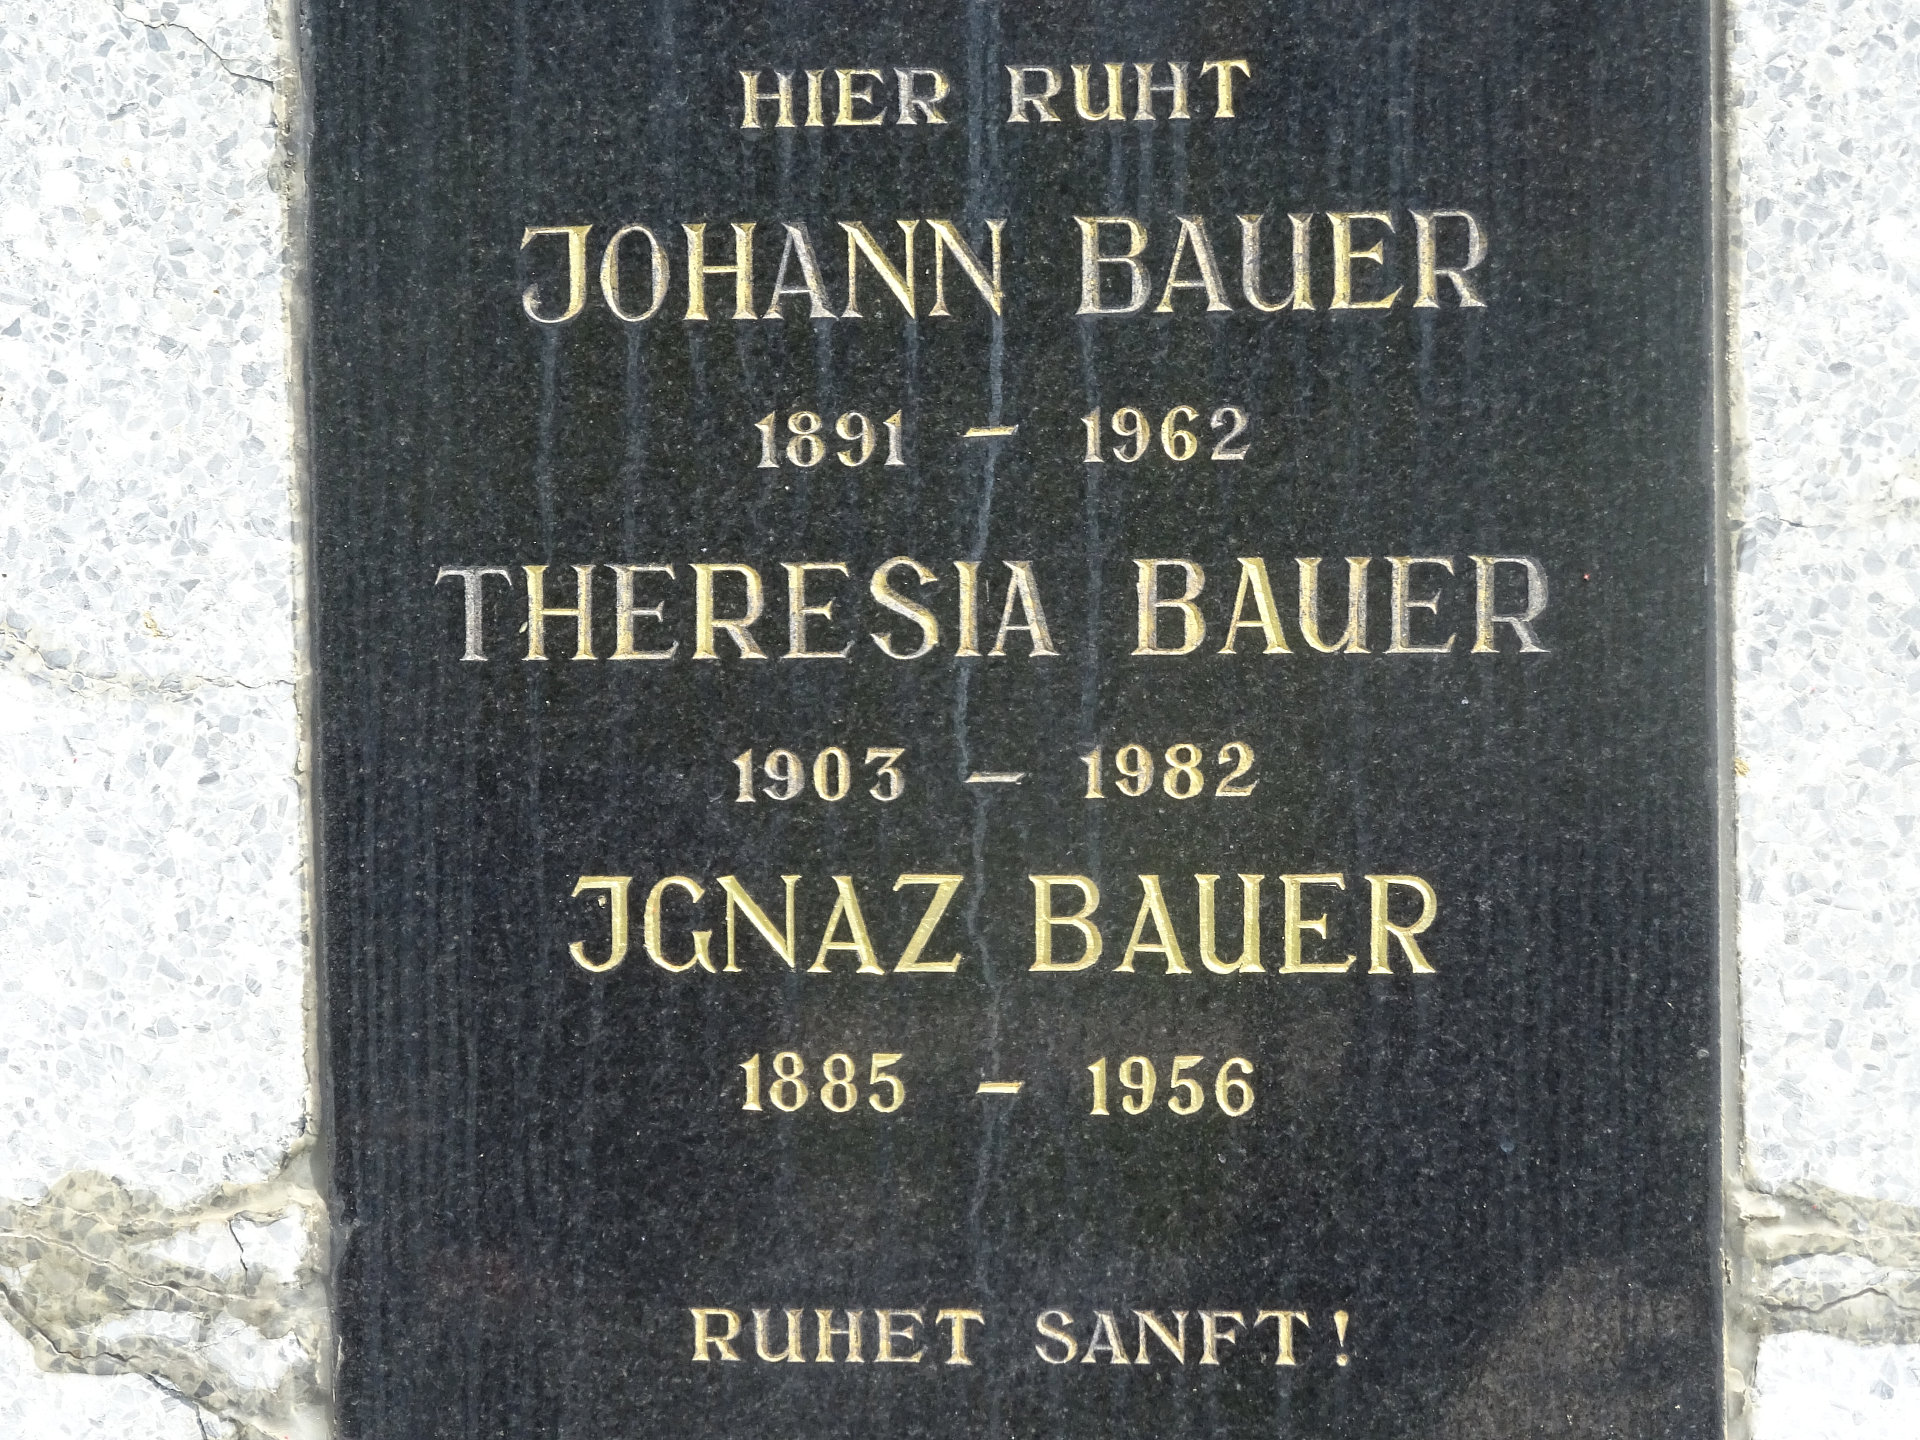 HIER RUHT
JOHANN BAUER
1891 – 1962
THERESIA BAUER
1903 – 1982
JGNAZ BAUER
1885 – 1956
RUHET SANFT!